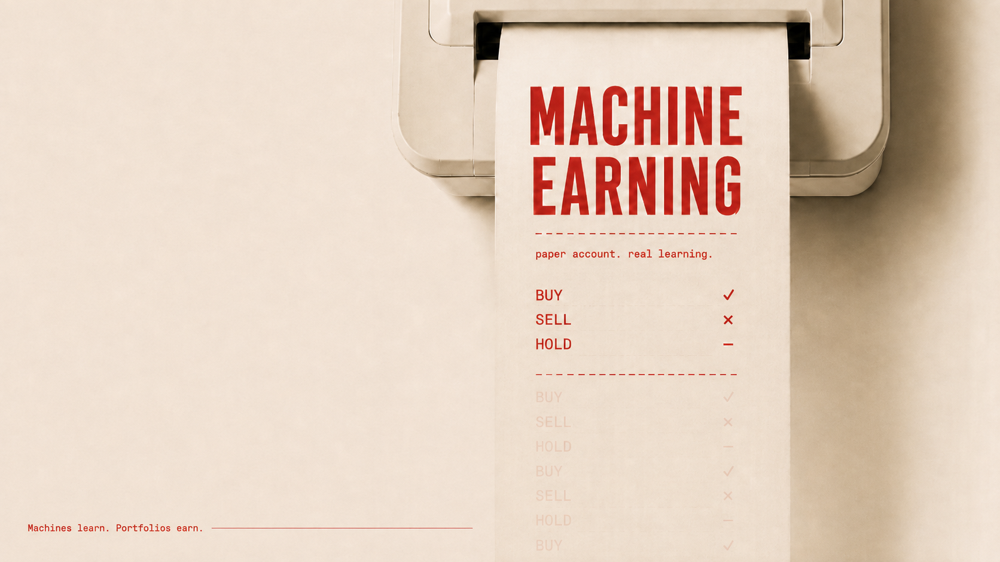 MACHINE
EARNING
paper account. real learning.
BUY ✓
SELL ×
HOLD –
BUY ✓
SELL ×
HOLD –
BUY ✓
SELL ×
HOLD –
BUY ✓
Machines learn. Portfolios earn.